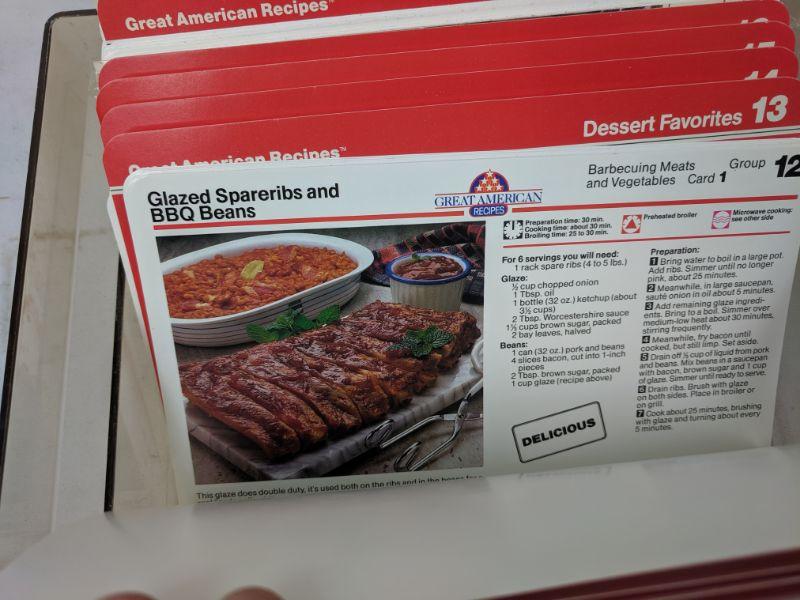 Great American Recipes™
16
15
14
Dessert Favorites 13
Great American Recipes™
Glazed Spareribs and
BBQ Beans
GREAT AMERICAN
RECIPES
Barbecuing Meats
and Vegetables Card 1
Group 12
Preparation time: 30 min.
Cooking time: about 30 min.
Broiling time: 25 to 30 min.
Preheated broiler
Microwave cooking:
see other side
For 6 servings you will need:
1 rack spare ribs (4 to 5 lbs.)
Glaze:
½ cup chopped onion
1 Tbsp. oil
1 bottle (32 oz.) ketchup (about
3½ cups)
2 Tbsp. Worcestershire sauce
1½ cups brown sugar, packed
2 bay leaves, halved
Beans:
1 can (32 oz.) pork and beans
4 slices bacon, cut into 1-inch
pieces
2 Tbsp. brown sugar, packed
1 cup glaze (recipe above)
Preparation:
1 Bring water to boil in a large pot.
Add ribs. Simmer until no longer
pink, about 25 minutes.
2 Meanwhile, in large saucepan,
sauté onion in oil about 5 minutes.
3 Add remaining glaze ingredi-
ents. Bring to a boil. Simmer over
medium-low heat about 30 minutes,
stirring frequently.
4 Meanwhile, fry bacon until
cooked, but still limp. Set aside.
5 Drain off ½ cup of liquid from pork
and beans. Mix beans in a saucepan
with bacon, brown sugar and 1 cup
of glaze. Simmer until ready to serve.
6 Drain ribs. Brush with glaze
on both sides. Place in broiler or
on grill.
7 Cook about 25 minutes, brushing
with glaze and turning about every
5 minutes.
DELICIOUS
This glaze does double duty, it's used both on the ribs and in the beans for